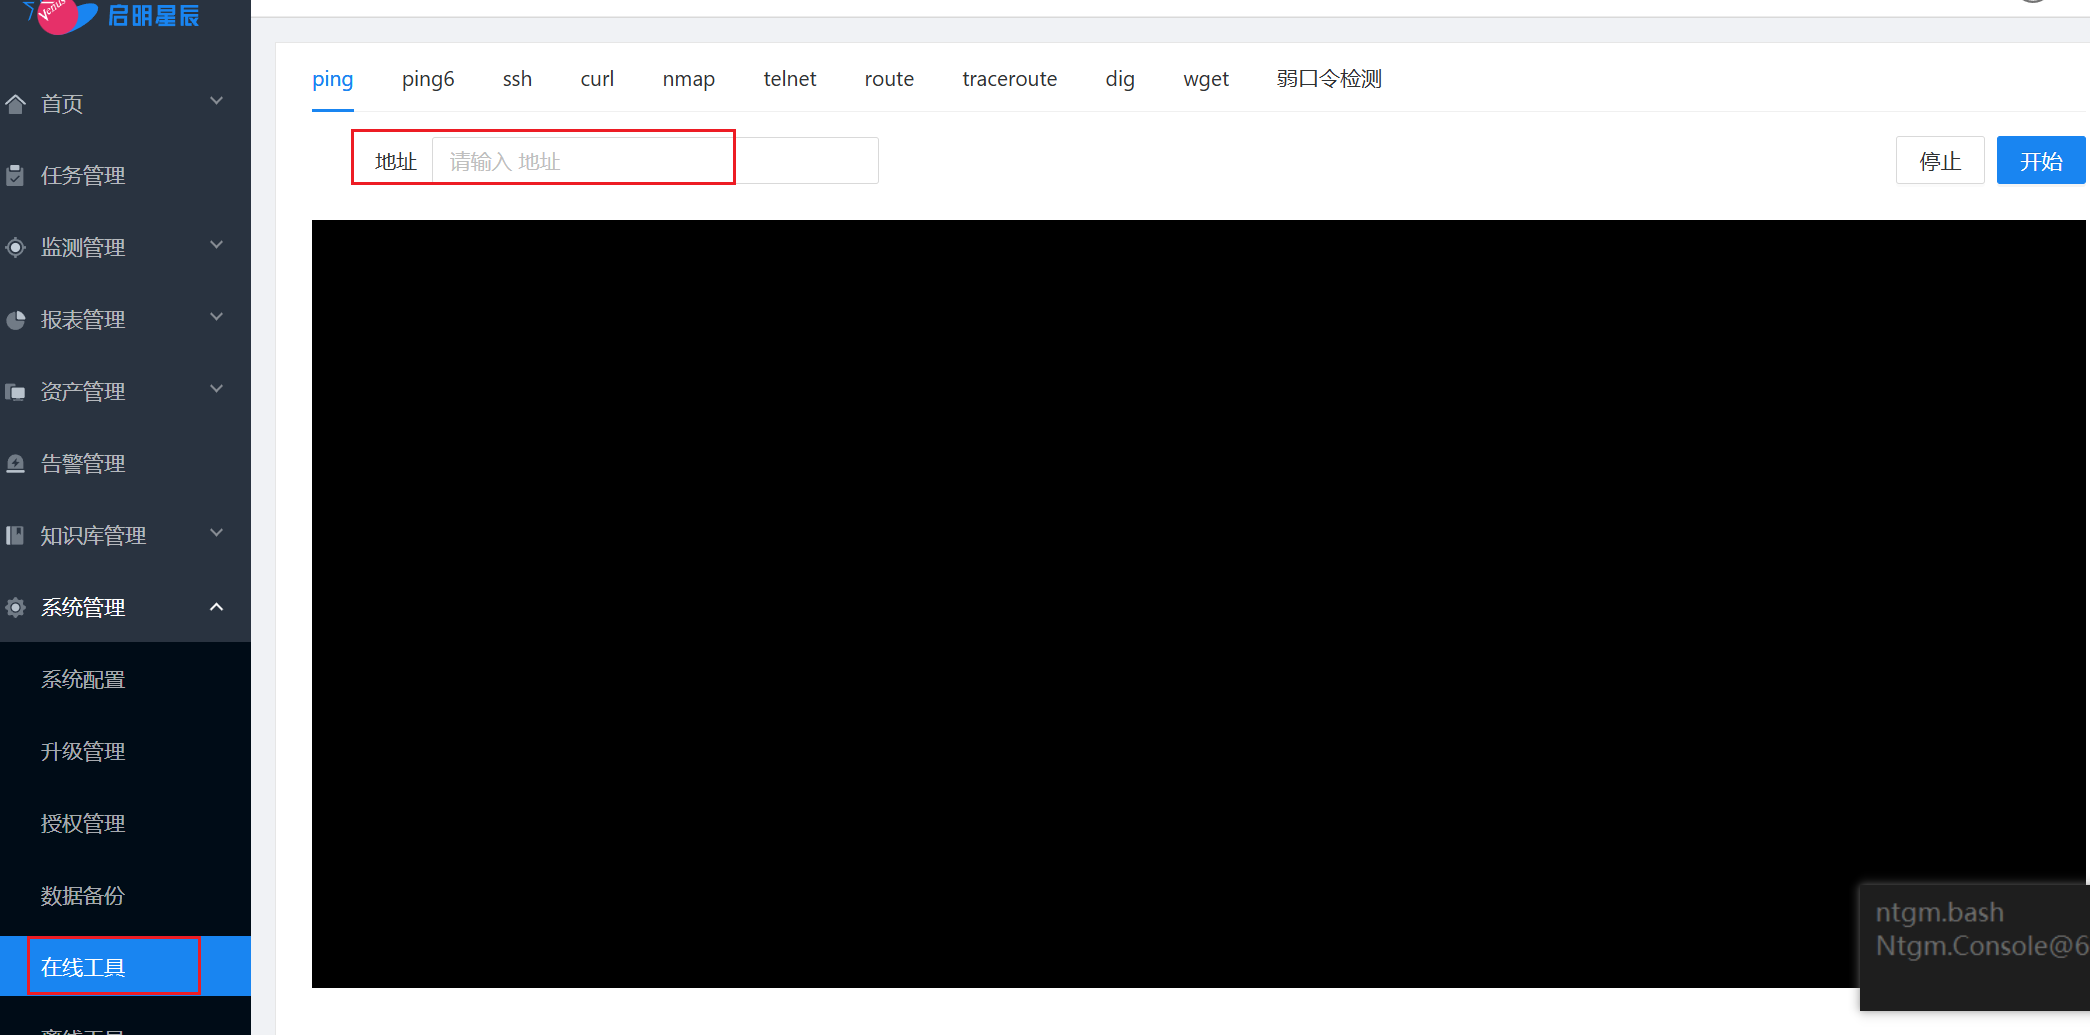 Venus
启明星辰
首页
任务管理
监测管理
报表管理
资产管理
告警管理
知识库管理
系统管理
系统配置
升级管理
授权管理
数据备份
在线工具
ping ping6 ssh curl nmap telnet route traceroute dig wget 弱口令检测
地址 请输入 地址
停止 开始
ntgm.bash
Ntgm.Console@6